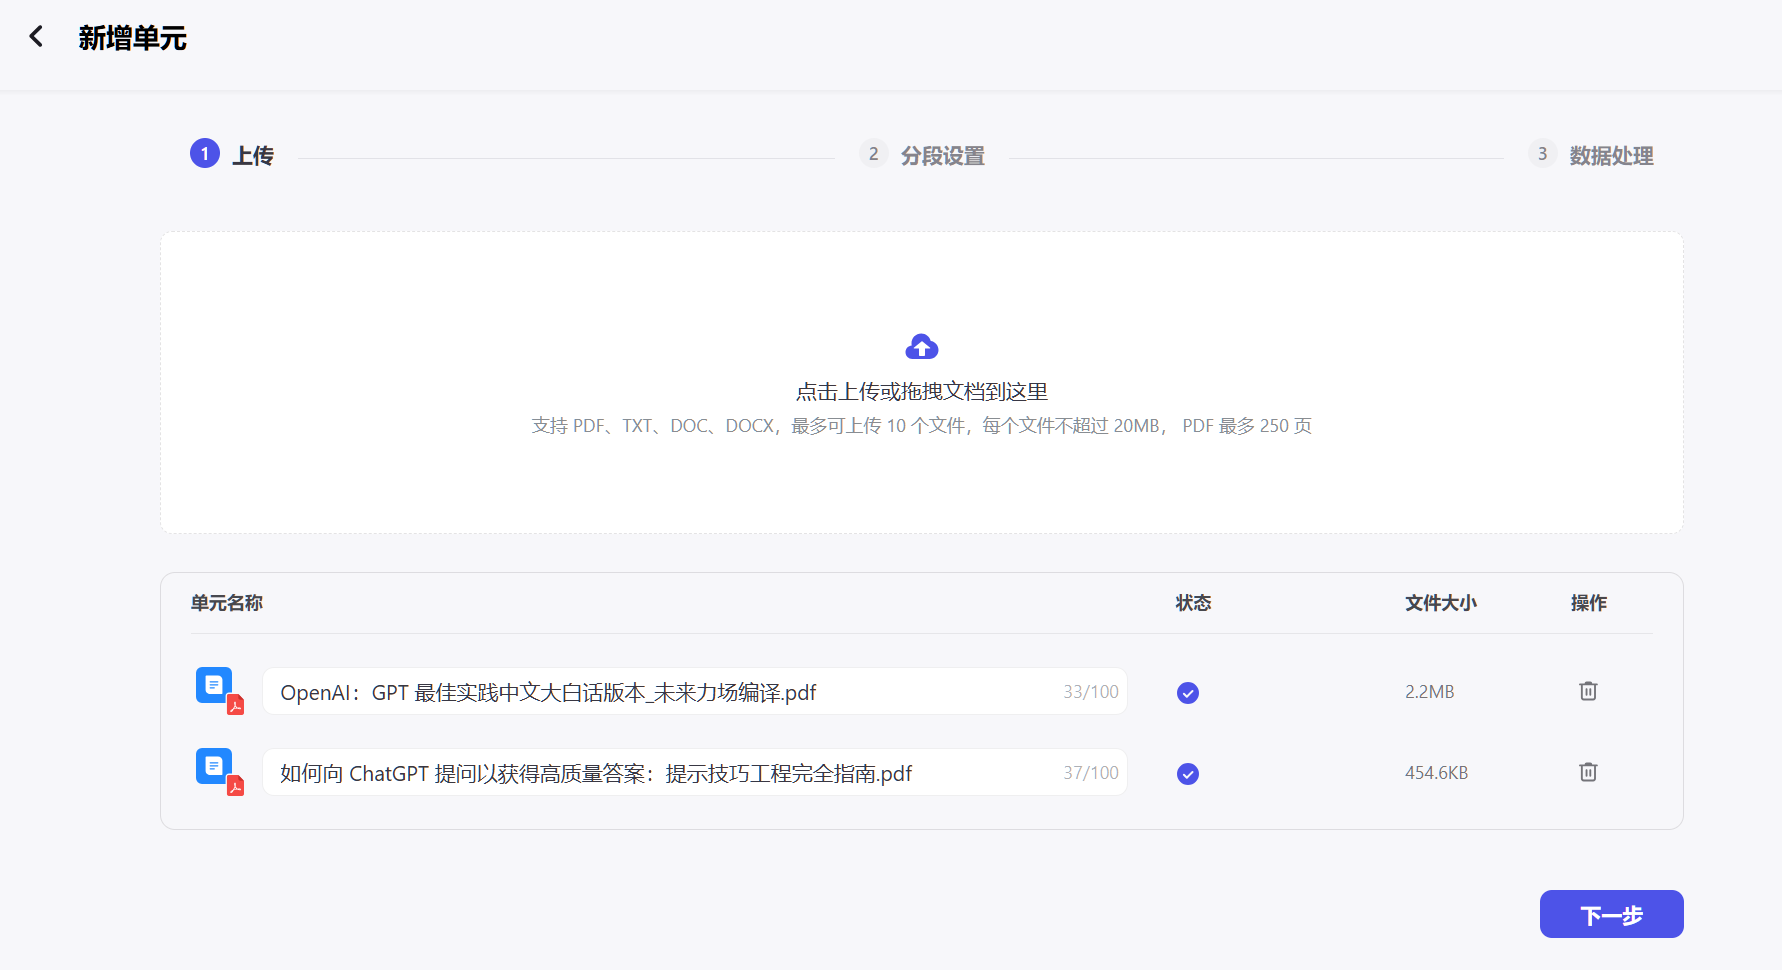 新增单元
1 上传
2 分段设置
3 数据处理
点击上传或拖拽文档到这里
支持 PDF、TXT、DOC、DOCX，最多可上传 10 个文件，每个文件不超过 20MB， PDF 最多 250 页
单元名称 状态 文件大小 操作
OpenAI：GPT 最佳实践中文大白话版本_未来力场编译.pdf 33/100 2.2MB
如何向 ChatGPT 提问以获得高质量答案：提示技巧工程完全指南.pdf 37/100 454.6KB
下一步